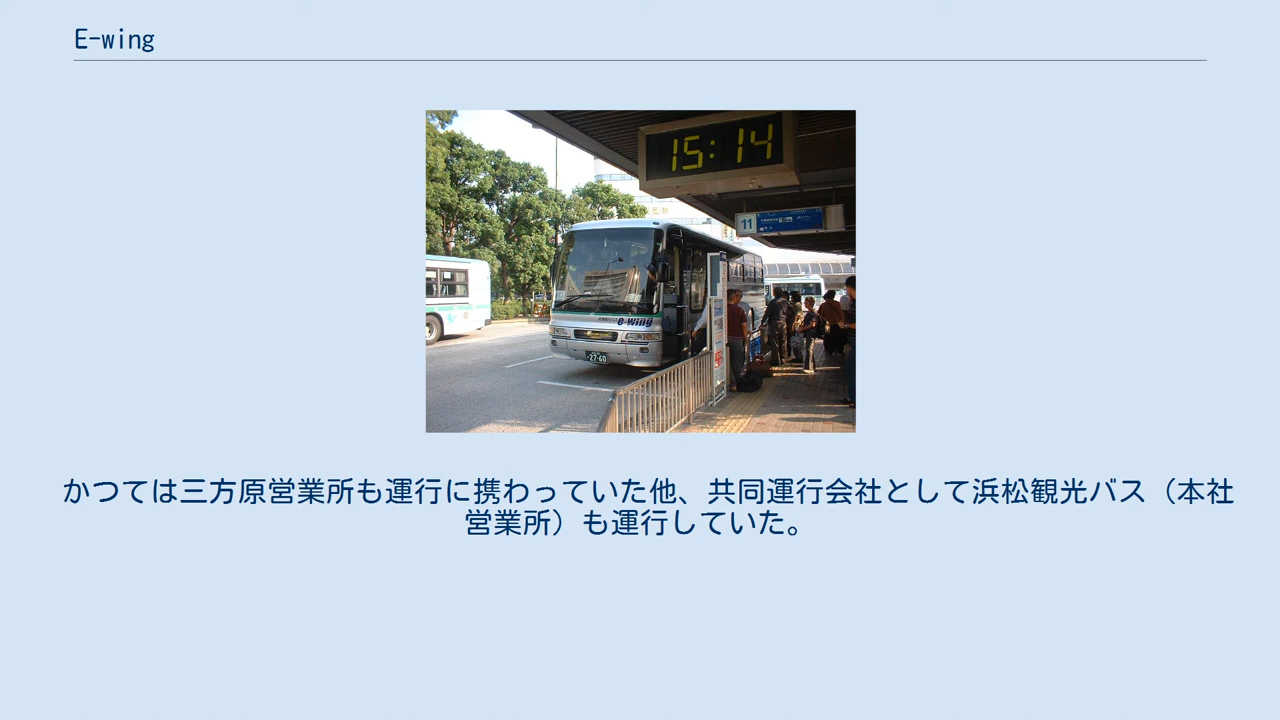 E-wing
15:14
11
e-wing
27-60
かつては三方原営業所も運行に携わっていた他、共同運行会社として浜松観光バス（本社
営業所）も運行していた。